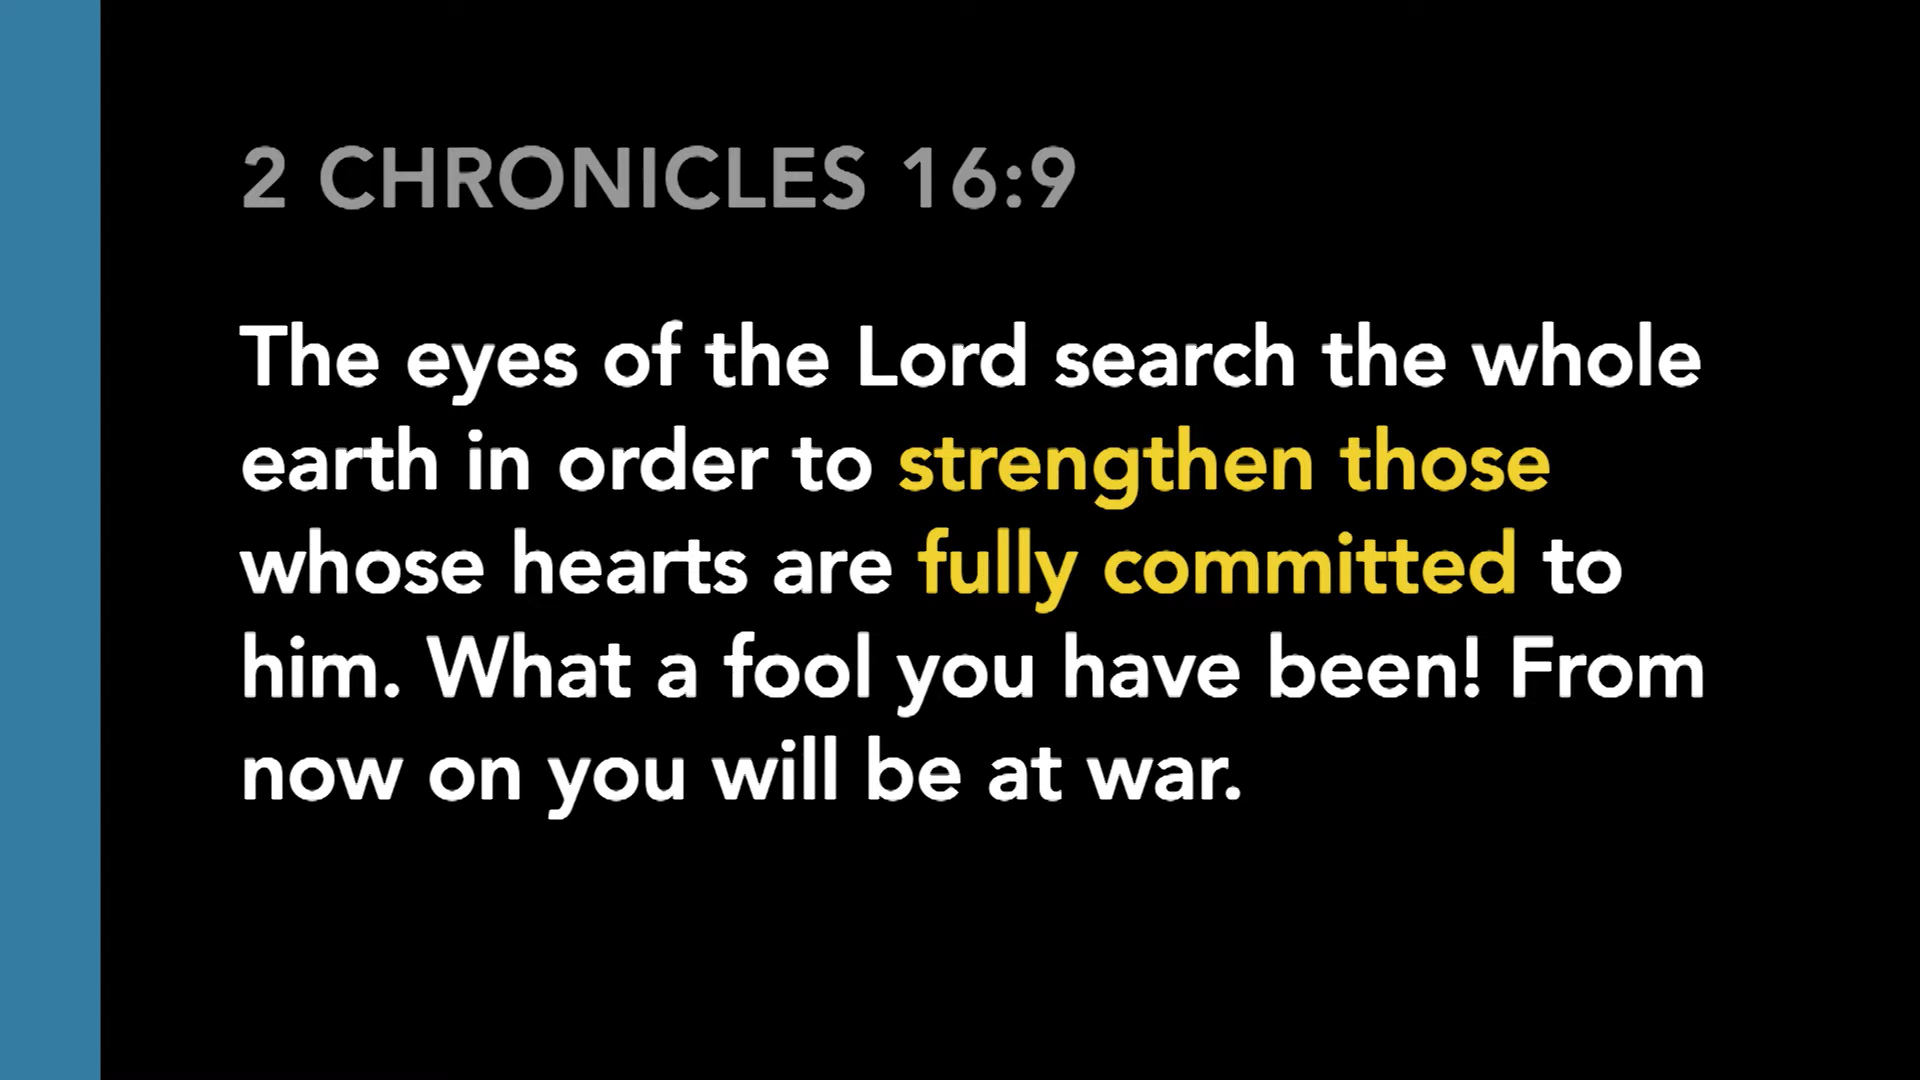 2 CHRONICLES 16:9
The eyes of the Lord search the whole
earth in order to strengthen those
whose hearts are fully committed to
him. What a fool you have been! From
now on you will be at war.